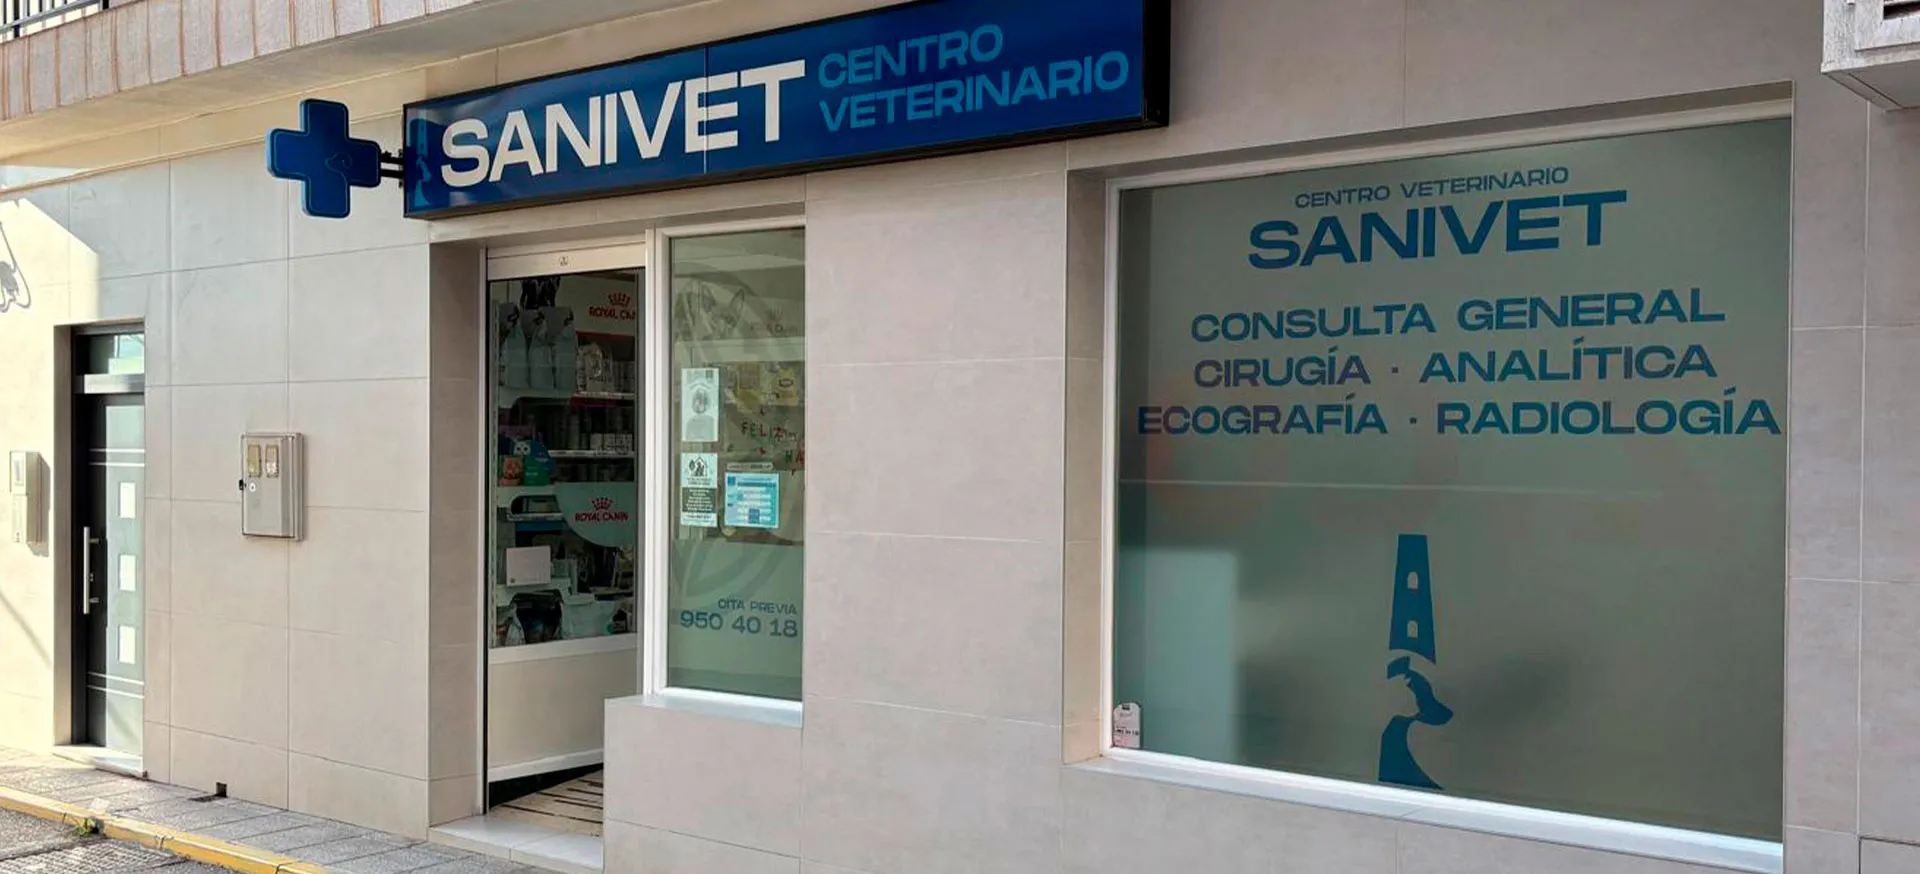 SANIVET
CENTRO
VETERINARIO
CENTRO VETERINARIO
SANIVET
CONSULTA GENERAL
CIRUGÍA · ANALÍTICA
ECOGRAFÍA · RADIOLOGÍA
ROYAL CANIN
ROYAL CANIN
FELIZ
CITA PREVIA
950 40 18